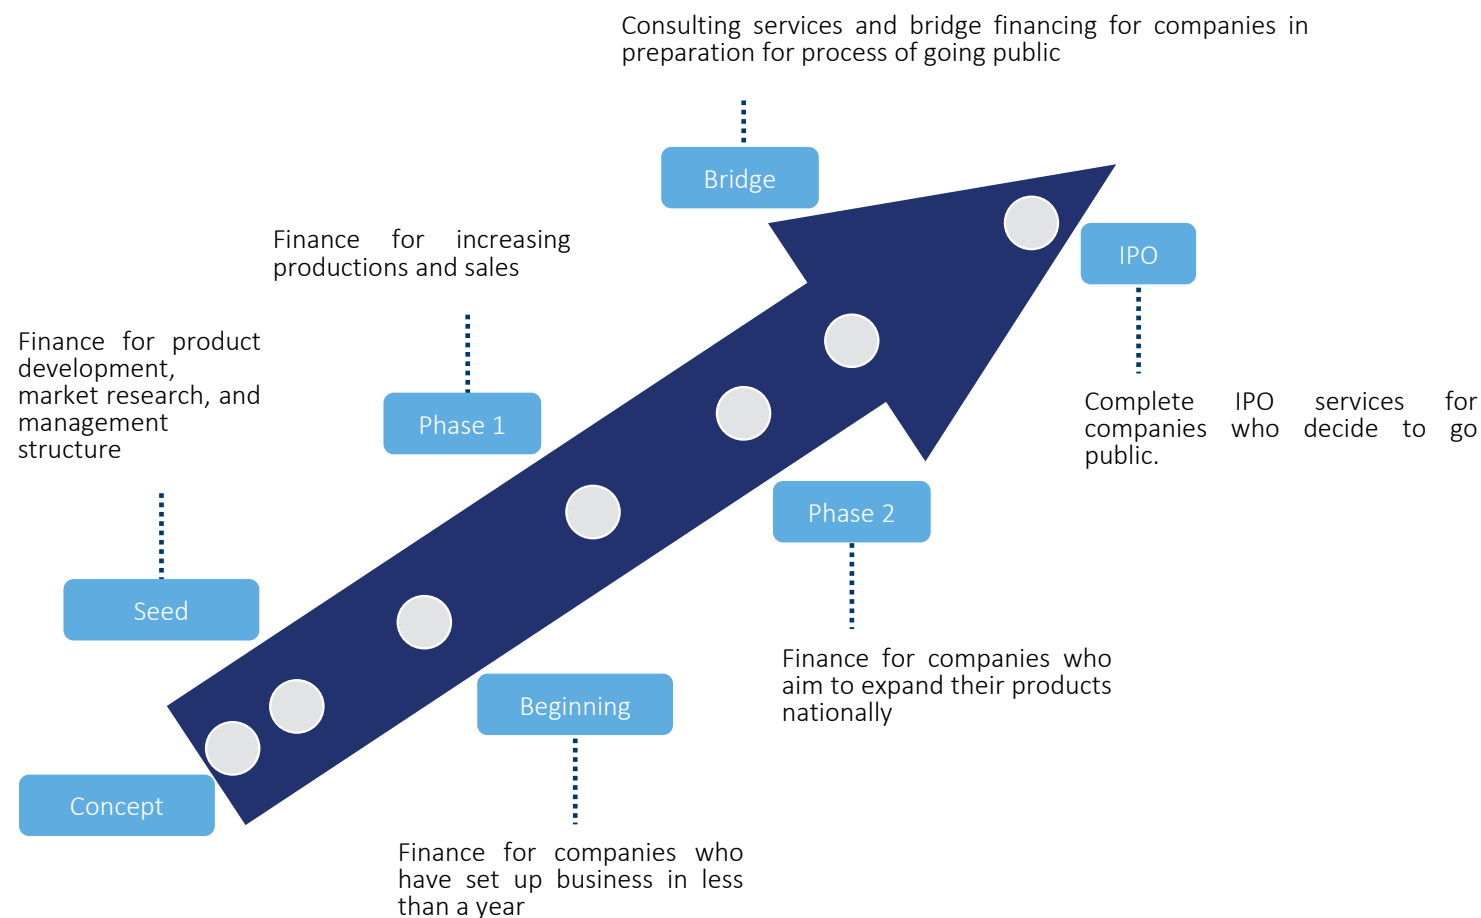 Consulting services and bridge financing for companies in
preparation for process of going public
Bridge
Finance for increasing
productions and sales
IPO
Finance for product
development,
market research, and
management
structure
Phase 1
Complete IPO services for
companies who decide to go
public.
Phase 2
Seed
Finance for companies who
aim to expand their products
nationally
Beginning
Concept
Finance for companies who
have set up business in less
than a year